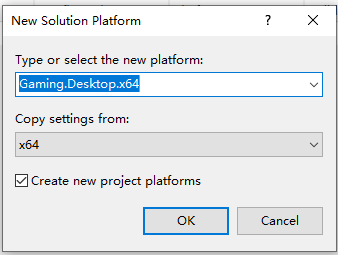 New Solution Platform
?
Type or select the new platform:
Gaming.Desktop.x64
Copy settings from:
x64
Create new project platforms
OK
Cancel